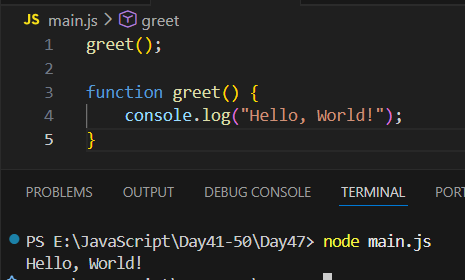 JS main.js > greet
1 greet();
2
3 function greet() {
4     console.log("Hello, World!");
5 }
PROBLEMS OUTPUT DEBUG CONSOLE TERMINAL
PS E:\JavaScript\Day41-50\Day47> node main.js
Hello, World!